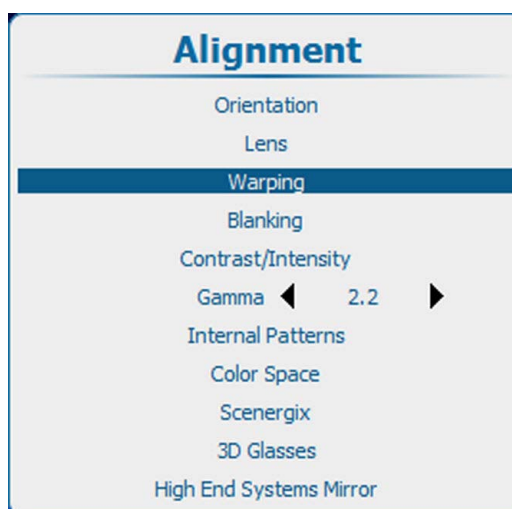 Alignment
Orientation
Lens
Warping
Blanking
Contrast/Intensity
Gamma 2.2
Internal Patterns
Color Space
Scenergix
3D Glasses
High End Systems Mirror